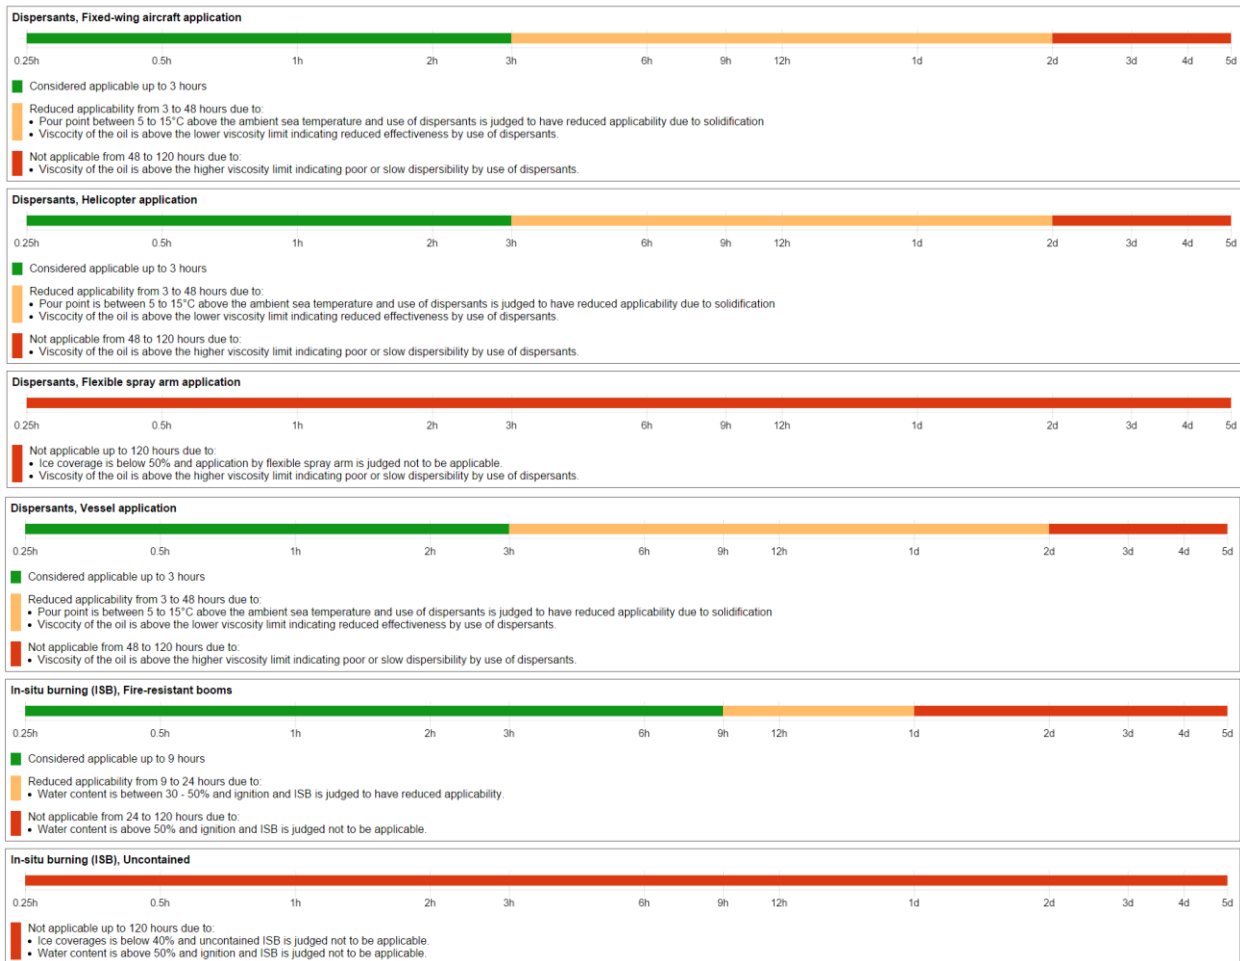 Dispersants, Fixed-wing aircraft application
0.25h 0.5h 1h 2h 3h 6h 9h 12h 1d 2d 3d 4d 5d
Considered applicable up to 3 hours
Reduced applicability from 3 to 48 hours due to:
• Pour point between 5 to 15°C above the ambient sea temperature and use of dispersants is judged to have reduced applicability due to solidification
• Viscosity of the oil is above the lower viscosity limit indicating reduced effectiveness by use of dispersants.
Not applicable from 48 to 120 hours due to:
• Viscosity of the oil is above the higher viscosity limit indicating poor or slow dispersibility by use of dispersants.
Dispersants, Helicopter application
0.25h 0.5h 1h 2h 3h 6h 9h 12h 1d 2d 3d 4d 5d
Considered applicable up to 3 hours
Reduced applicability from 3 to 48 hours due to:
• Pour point is between 5 to 15°C above the ambient sea temperature and use of dispersants is judged to have reduced applicability due to solidification
• Viscosity of the oil is above the lower viscosity limit indicating reduced effectiveness by use of dispersants.
Not applicable from 48 to 120 hours due to:
• Viscosity of the oil is above the higher viscosity limit indicating poor or slow dispersibility by use of dispersants.
Dispersants, Flexible spray arm application
0.25h 0.5h 1h 2h 3h 6h 9h 12h 1d 2d 3d 4d 5d
Not applicable up to 120 hours due to:
• Ice coverage is below 50% and application by flexible spray arm is judged not to be applicable.
• Viscosity of the oil is above the higher viscosity limit indicating poor or slow dispersibility by use of dispersants.
Dispersants, Vessel application
0.25h 0.5h 1h 2h 3h 6h 9h 12h 1d 2d 3d 4d 5d
Considered applicable up to 3 hours
Reduced applicability from 3 to 48 hours due to:
• Pour point is between 5 to 15°C above the ambient sea temperature and use of dispersants is judged to have reduced applicability due to solidification
• Viscocity of the oil is above the lower viscosity limit indicating reduced effectiveness by use of dispersants.
Not applicable from 48 to 120 hours due to:
• Viscosity of the oil is above the higher viscosity limit indicating poor or slow dispersibility by use of dispersants.
In-situ burning (ISB), Fire-resistant booms
0.25h 0.5h 1h 2h 3h 6h 9h 12h 1d 2d 3d 4d 5d
Considered applicable up to 9 hours
Reduced applicability from 9 to 24 hours due to:
• Water content is between 30 - 50% and ignition and ISB is judged to have reduced applicability.
Not applicable from 24 to 120 hours due to:
• Water content is above 50% and ignition and ISB is judged not to be applicable.
In-situ burning (ISB), Uncontained
0.25h 0.5h 1h 2h 3h 6h 9h 12h 1d 2d 3d 4d 5d
Not applicable up to 120 hours due to:
• Ice coverages is below 40% and uncontained ISB is judged not to be applicable.
• Water content is above 50% and ignition and ISB is judged not to be applicable.